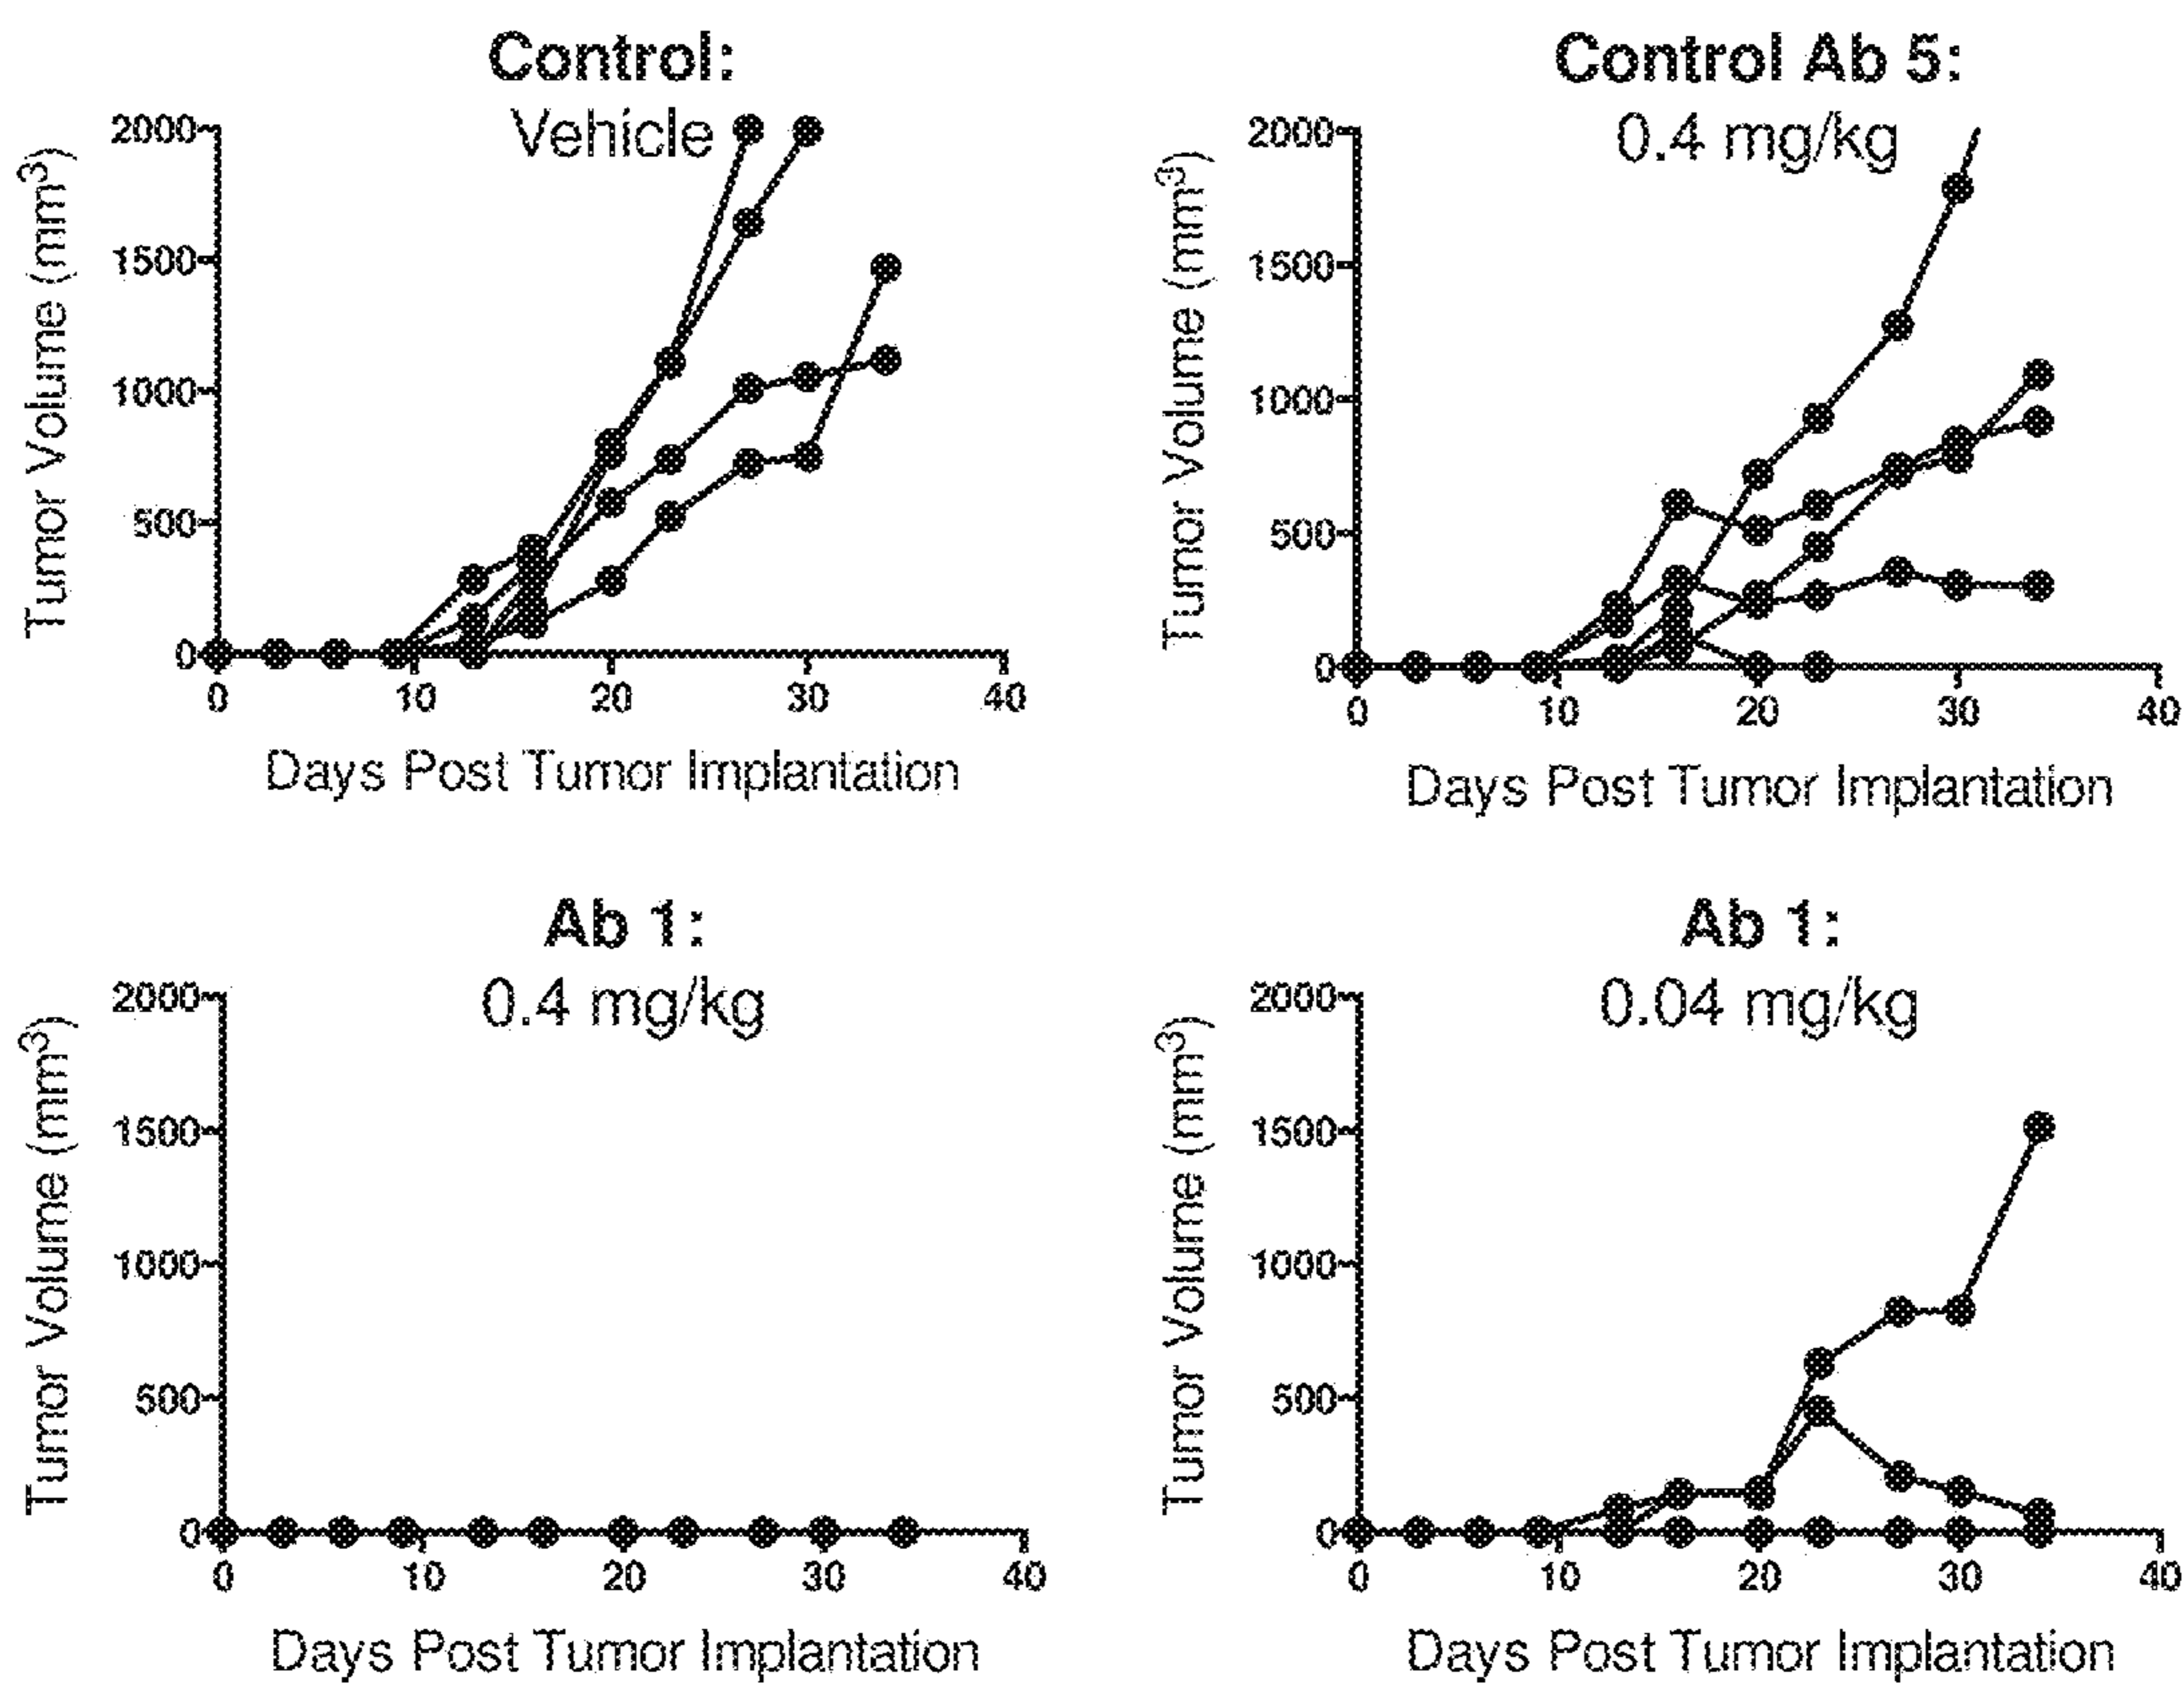 Control:
Vehicle
Tumor Volume (mm³)
2000
1500
1000
500
0
0 10 20 30 40
Days Post Tumor Implantation
Control Ab 5:
0.4 mg/kg
Tumor Volume (mm³)
2000
1500
1000
500
0
0 10 20 30 40
Days Post Tumor Implantation
Ab 1:
0.4 mg/kg
Tumor Volume (mm³)
2000
1500
1000
500
0
0 10 20 30 40
Days Post Tumor Implantation
Ab 1:
0.04 mg/kg
Tumor Volume (mm³)
2000
1500
1000
500
0
0 10 20 30 40
Days Post Tumor Implantation